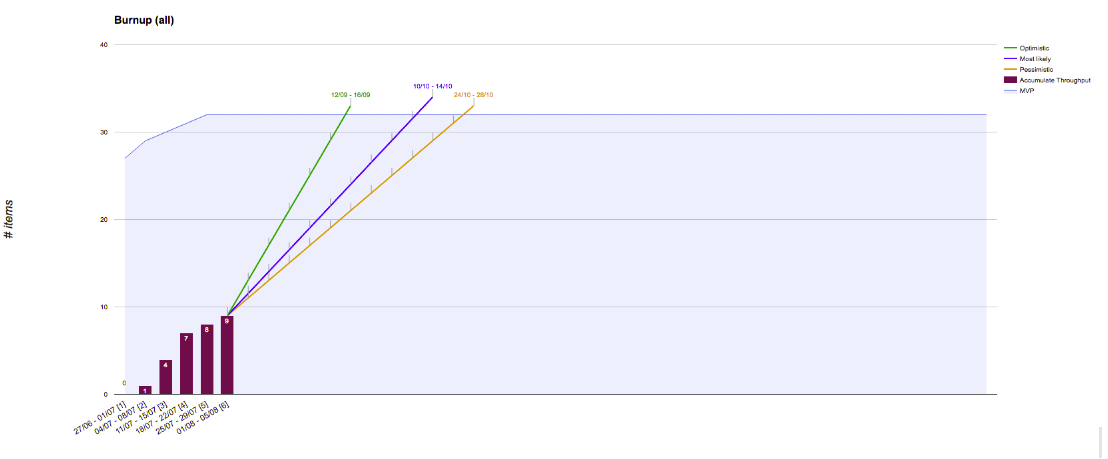 Burnup (all)
40
30
20
10
0
# items
12/09 - 16/09
10/10 - 14/10
24/10 - 28/10
Optimistic
Most likely
Pessimistic
Accumulate Throughput
MVP
0
1
4
7
8
9
27/06 - 01/07 [1]
04/07 - 08/07 [2]
11/07 - 15/07 [3]
18/07 - 22/07 [4]
25/07 - 29/07 [5]
01/08 - 05/08 [6]